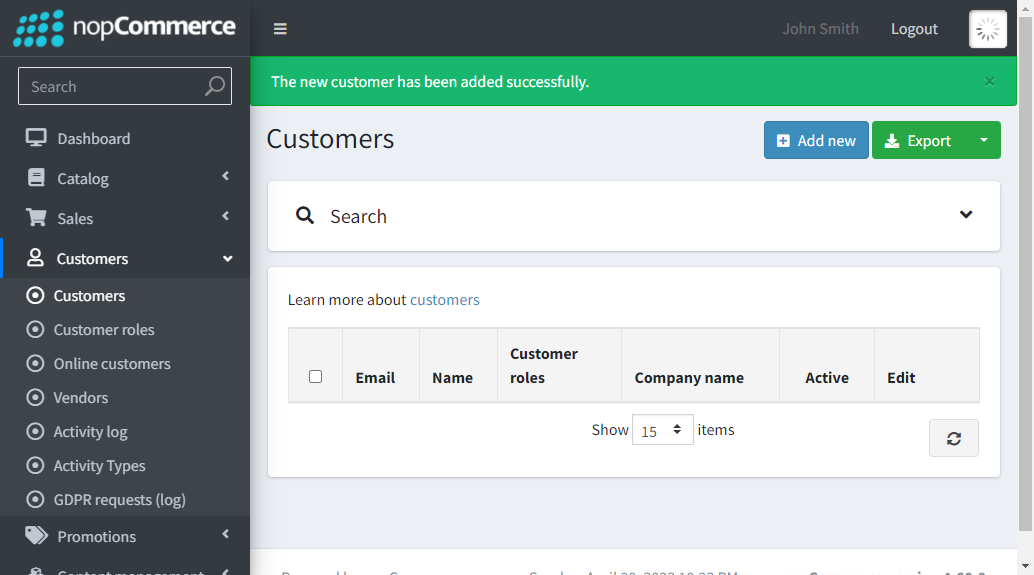 nopCommerce
John Smith
Logout
The new customer has been added successfully.
×
Search
Dashboard
Catalog
Sales
Customers
Customers
Customer roles
Online customers
Vendors
Activity log
Activity Types
GDPR requests (log)
Promotions
Content management
Customers
Add new
Export
Search
Learn more about customers
Email
Name
Customer roles
Company name
Active
Edit
Show 15 items